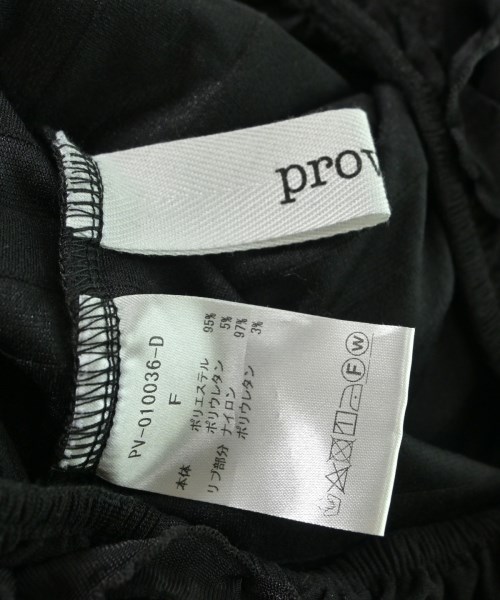 prov
PV-010036-D
F
本体 ポリエステル 95%
ポリウレタン 5%
リブ部分 ナイロン 97%
ポリウレタン 3%
F
W